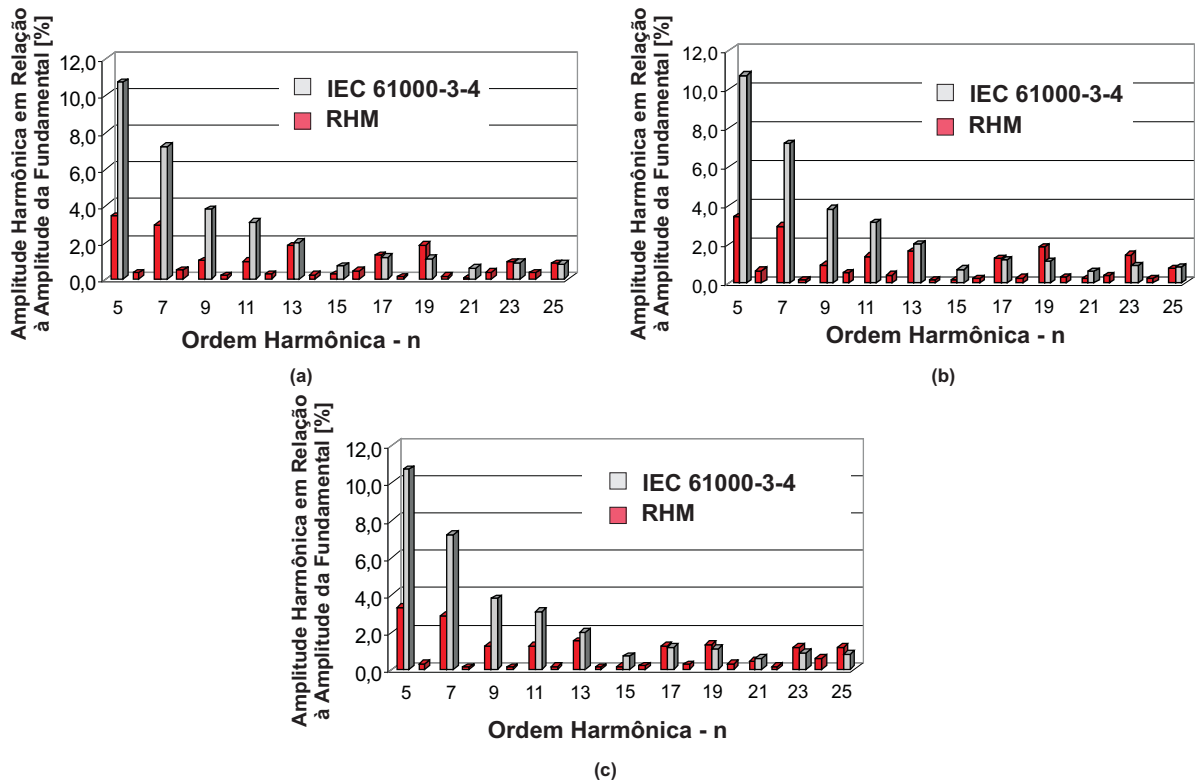 Amplitude Harmônica em Relação
à Amplitude da Fundamental [%]
12,0
10,0
8,0
6,0
4,0
2,0
0,0
IEC 61000-3-4
RHM
5 7 9 11 13 15 17 19 21 23 25
Ordem Harmônica - n
(a)
Amplitude Harmônica em Relação
à Amplitude da Fundamental [%]
12,0
10,0
8,0
6,0
4,0
2,0
0,0
IEC 61000-3-4
RHM
5 7 9 11 13 15 17 19 21 23 25
Ordem Harmônica - n
(b)
Amplitude Harmônica em Relação
à Amplitude da Fundamental [%]
12,0
10,0
8,0
6,0
4,0
2,0
0,0
IEC 61000-3-4
RHM
5 7 9 11 13 15 17 19 21 23 25
Ordem Harmônica - n
(c)